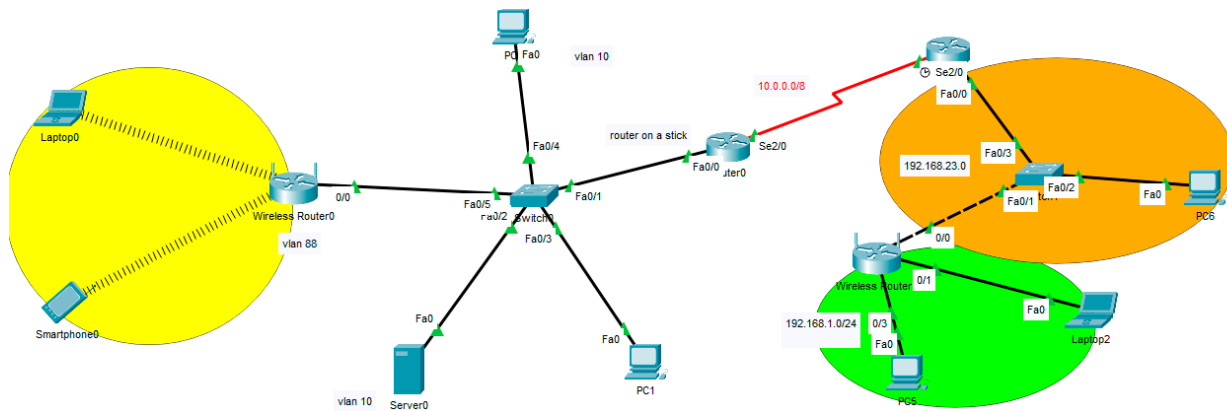 PC
Fa0
vlan 10
Se2/0
10.0.0.0/8
Fa0/0
Laptop0
router on a stick
Se2/0
Fa0/4
Fa0/3
Fa0/0
192.168.23.0
0/0
Fa0/5
Fa0/1
Fa0/2
Fa0
Wireless Router0
Fa0/2
Fa0/1
Switch0
PC6
vlan 88
Fa0/3
0/0
Wireless Router
0/1
Fa0
Smartphone0
Fa0
Fa0
192.168.1.0/24
0/3
Fa0
Laptop2
PC1
PC5
vlan 10
Server0